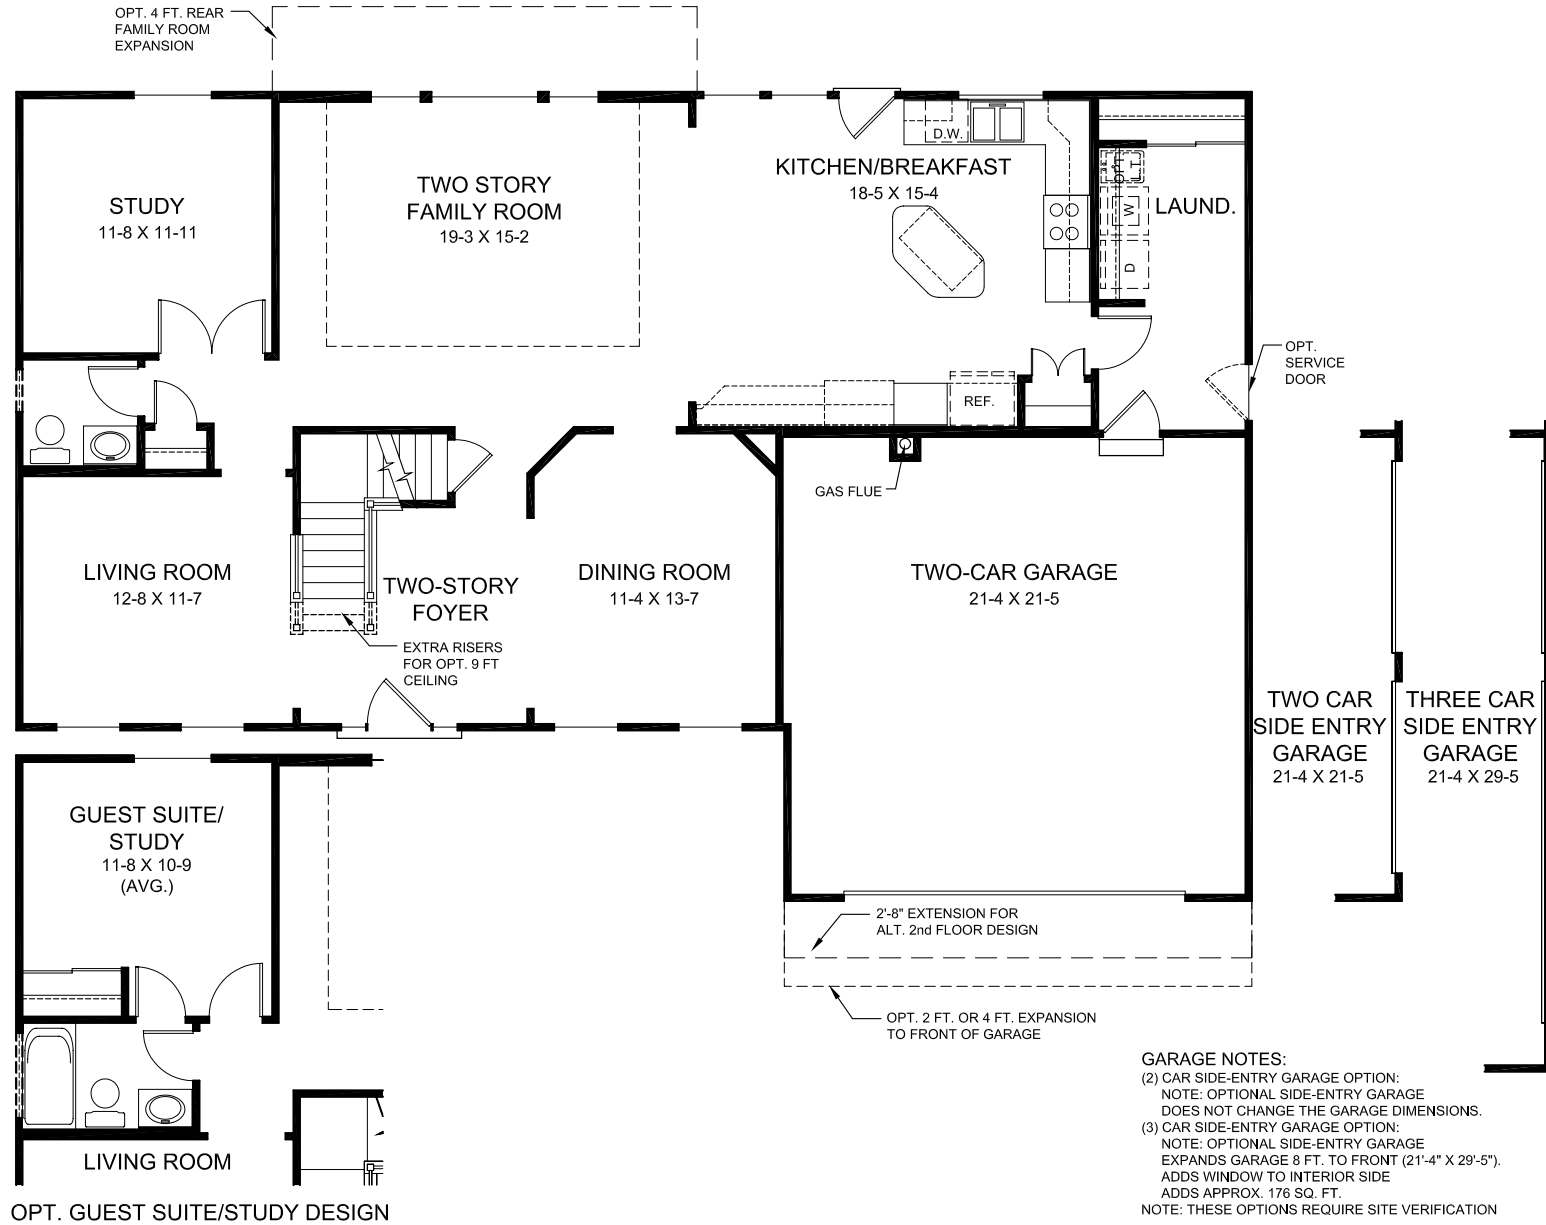 OPT. 4 FT. REAR
FAMILY ROOM
EXPANSION
STUDY
11-8 X 11-11
TWO STORY
FAMILY ROOM
19-3 X 15-2
KITCHEN/BREAKFAST
18-5 X 15-4
D.W.
OPT.
L.T.
W
D
LAUND.
REF.
OPT.
SERVICE
DOOR
GAS FLUE
LIVING ROOM
12-8 X 11-7
TWO-STORY
FOYER
EXTRA RISERS
FOR OPT. 9 FT
CEILING
DINING ROOM
11-4 X 13-7
TWO-CAR GARAGE
21-4 X 21-5
TWO CAR
SIDE ENTRY
GARAGE
21-4 X 21-5
THREE CAR
SIDE ENTRY
GARAGE
21-4 X 29-5
GUEST SUITE/
STUDY
11-8 X 10-9
(AVG.)
2'-8" EXTENSION FOR
ALT. 2nd FLOOR DESIGN
OPT. 2 FT. OR 4 FT. EXPANSION
TO FRONT OF GARAGE
LIVING ROOM
OPT. GUEST SUITE/STUDY DESIGN
GARAGE NOTES:
(2) CAR SIDE-ENTRY GARAGE OPTION:
NOTE: OPTIONAL SIDE-ENTRY GARAGE
DOES NOT CHANGE THE GARAGE DIMENSIONS.
(3) CAR SIDE-ENTRY GARAGE OPTION:
NOTE: OPTIONAL SIDE-ENTRY GARAGE
EXPANDS GARAGE 8 FT. TO FRONT (21'-4" X 29'-5").
ADDS WINDOW TO INTERIOR SIDE
ADDS APPROX. 176 SQ. FT.
NOTE: THESE OPTIONS REQUIRE SITE VERIFICATION